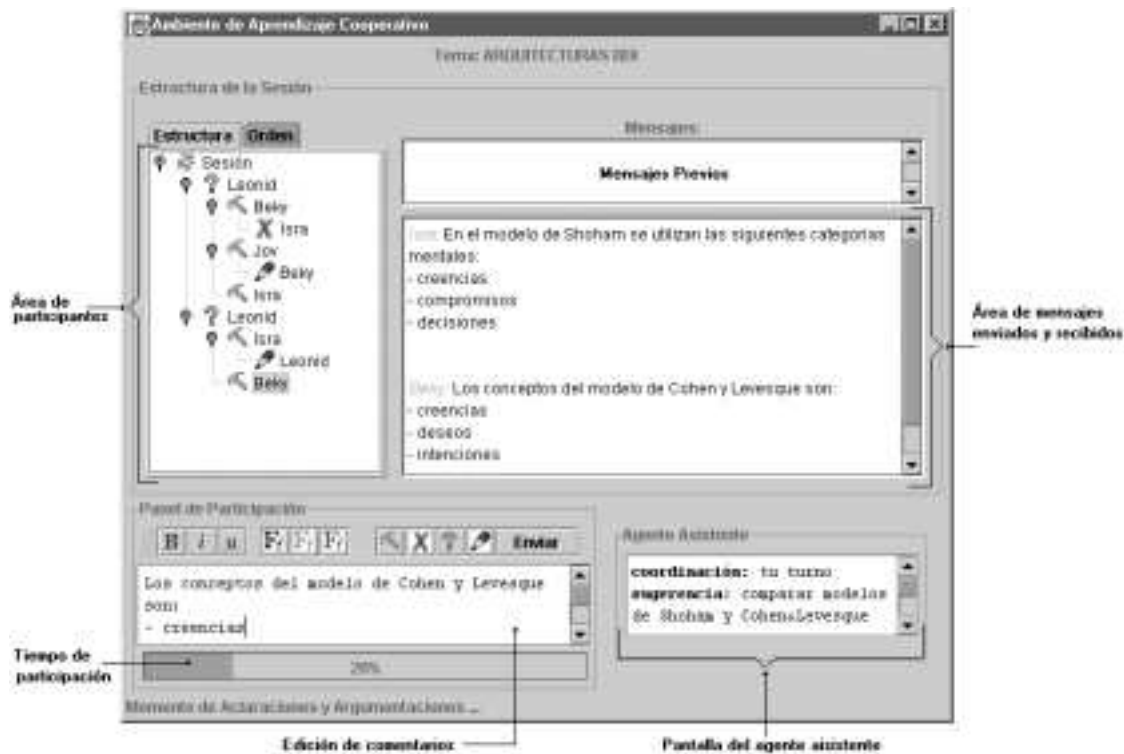 Ambiente de Aprendizaje Cooperativo
Tema: ARQUITECTURAS BDI
Estructura de la Sesión
Estructura Orden
Sesión
Leonid
Beky
Isra
Jov
Beky
Isra
Leonid
Isra
Leonid
Beky
Mensajes:
Mensajes Previos
Isra: En el modelo de Shoham se utilizan las siguientes categorias
mentales:
- creencias
- compromisos
- decisiones
Beky: Los conceptos del modelo de Cohen y Levesque son:
- creencias
- deseos
- intenciones
Área de
participantes
Área de mensajes
enviados y recibidos
Panel de Participación
B i u F F F Enviar
Los conceptos del modelo de Cohen y Levesque
son:
- creencias
20%
Agente Asistente
coordinación: tu turno
sugerencia: comparar modelos
de Shoham y Cohen&Levesque
Tiempo de
participación
Momento de Aclaraciones y Argumentaciones ...
Edición de comentarios
Pantalla del agente asistente